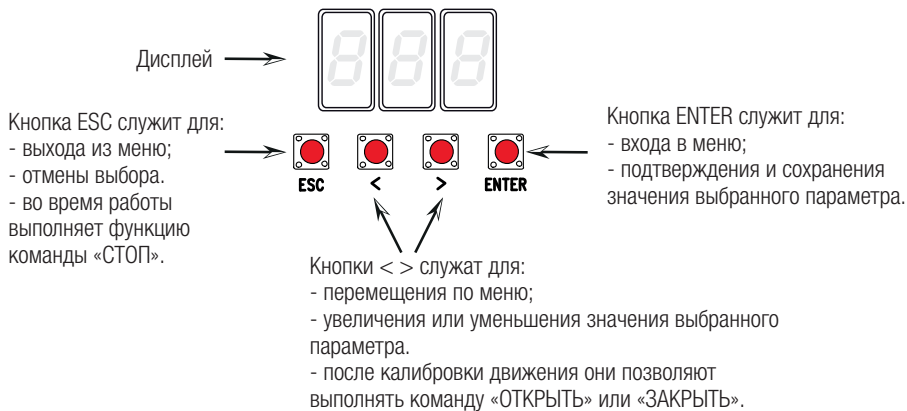 Дисплей
Кнопка ESC служит для:
- выхода из меню;
- отмены выбора.
- во время работы
выполняет функцию
команды «СТОП».
Кнопка ENTER служит для:
- входа в меню;
- подтверждения и сохранения
значения выбранного параметра.
ESC < > ENTER
Кнопки < > служат для:
- перемещения по меню;
- увеличения или уменьшения значения выбранного
параметра.
- после калибровки движения они позволяют
выполнять команду «ОТКРЫТЬ» или «ЗАКРЫТЬ».